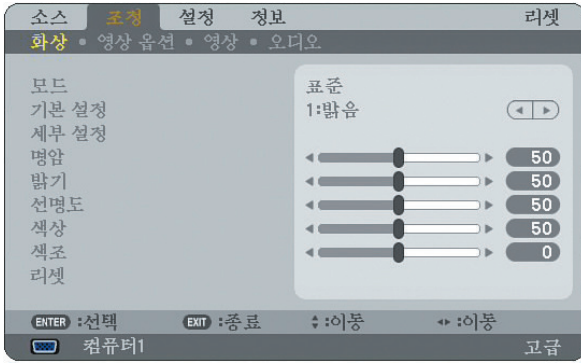 소스 조정 설정 정보 리셋
화상 • 영상 옵션 • 영상 • 오디오
모드 표준
기본 설정 1:밝음
세부 설정
명암 50
밝기 50
선명도 50
색상 50
색조 0
리셋
ENTER :선택 EXIT :종료 :이동 :이동
컴퓨터1 고급